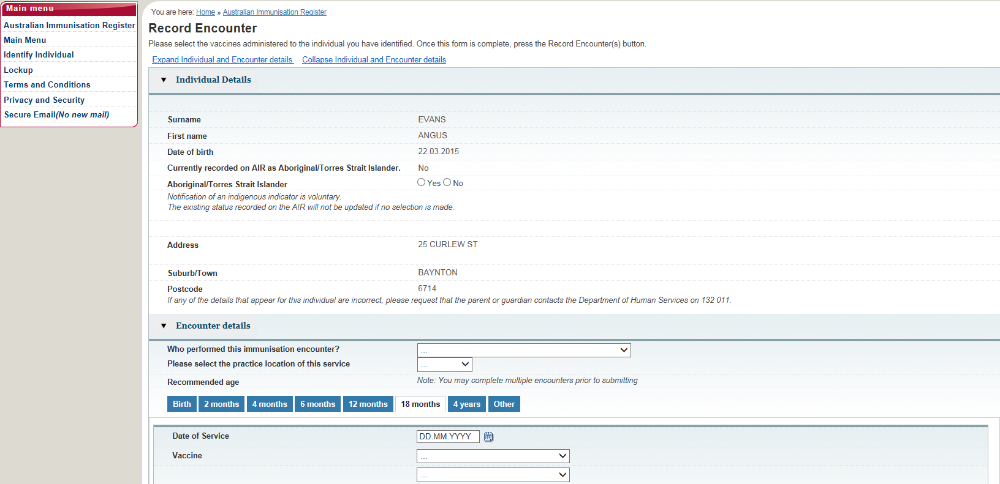 Main menu
Australian Immunisation Register
Main Menu
Identify Individual
Lockup
Terms and Conditions
Privacy and Security
Secure Email(No new mail)
You are here: Home » Australian Immunisation Register
Record Encounter
Please select the vaccines administered to the individual you have identified. Once this form is complete, press the Record Encounter(s) button.
Expand Individual and Encounter details Collapse Individual and Encounter details
▼ Individual Details
Surname EVANS
First name ANGUS
Date of birth 22.03.2015
Currently recorded on AIR as Aboriginal/Torres Strait Islander. No
Aboriginal/Torres Strait Islander Yes No
Notification of an indigenous indicator is voluntary.
The existing status recorded on the AIR will not be updated if no selection is made.
Address 25 CURLEW ST
Suburb/Town BAYNTON
Postcode 6714
If any of the details that appear for this individual are incorrect, please request that the parent or guardian contacts the Department of Human Services on 132 011.
▼ Encounter details
Who performed this immunisation encounter? ...
Please select the practice location of this service ...
Recommended age Note: You may complete multiple encounters prior to submitting
Birth 2 months 4 months 6 months 12 months 18 months 4 years Other
Date of Service DD.MM.YYYY
Vaccine ...
...